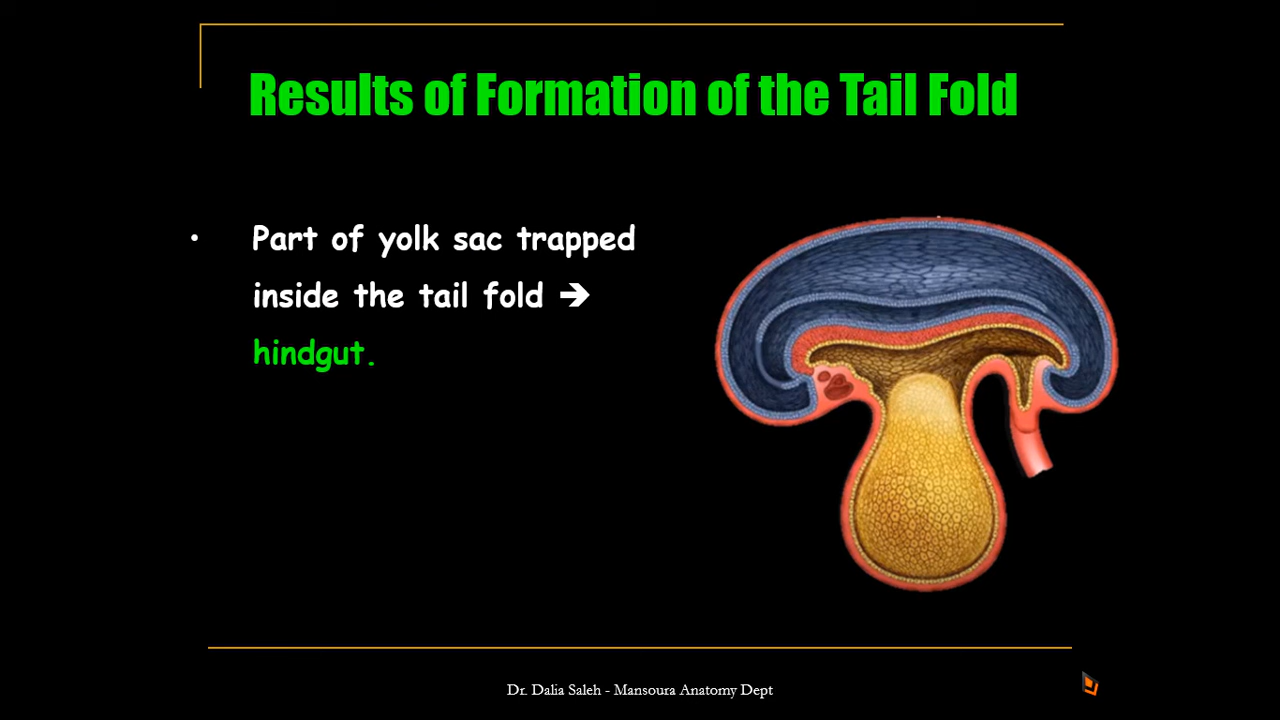 Results of Formation of the Tail Fold
• Part of yolk sac trapped
inside the tail fold ➔
hindgut.
Dr. Dalia Saleh - Mansoura Anatomy Dept